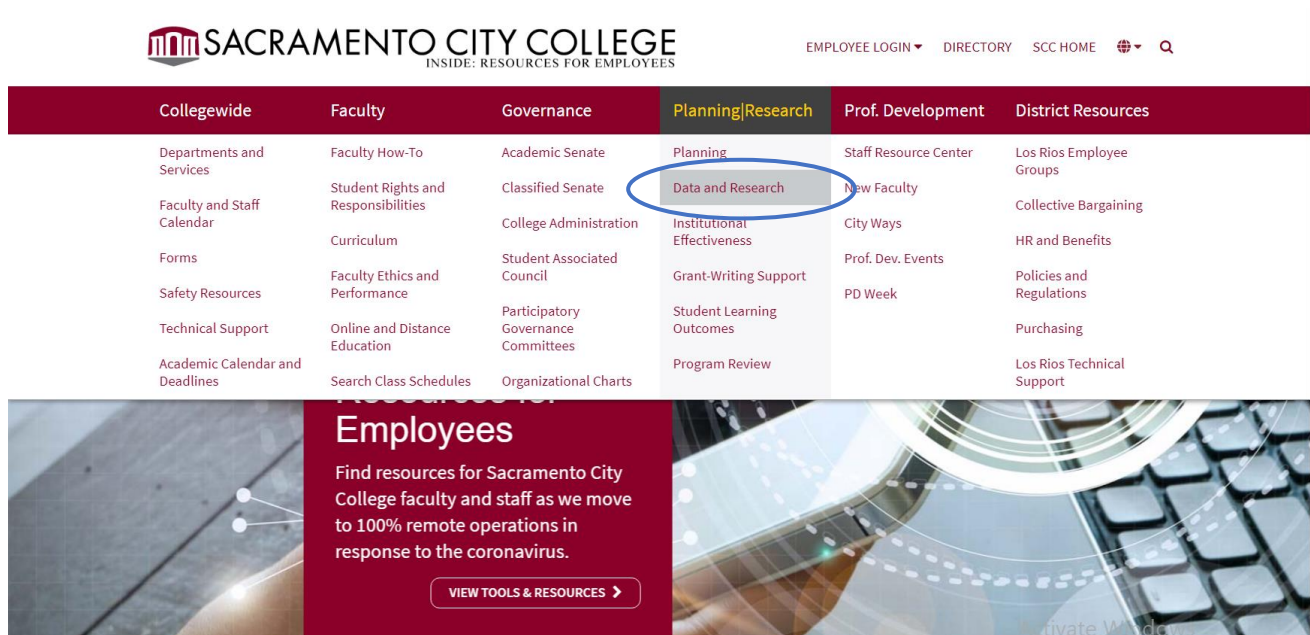 SACRAMENTO CITY COLLEGE
INSIDE: RESOURCES FOR EMPLOYEES
EMPLOYEE LOGIN
DIRECTORY
SCC HOME
Collegewide
Faculty
Governance
Planning|Research
Prof. Development
District Resources
Departments and
Services
Faculty and Staff
Calendar
Forms
Safety Resources
Technical Support
Academic Calendar and
Deadlines
Faculty How-To
Student Rights and
Responsibilities
Curriculum
Faculty Ethics and
Performance
Online and Distance
Education
Search Class Schedules
Academic Senate
Classified Senate
College Administration
Student Associated
Council
Participatory
Governance
Committees
Organizational Charts
Planning
Data and Research
Institutional
Effectiveness
Grant-Writing Support
Student Learning
Outcomes
Program Review
Staff Resource Center
New Faculty
City Ways
Prof. Dev. Events
PD Week
Los Rios Employee
Groups
Collective Bargaining
HR and Benefits
Policies and
Regulations
Purchasing
Los Rios Technical
Support
Resources for
Employees
Find resources for Sacramento City
College faculty and staff as we move
to 100% remote operations in
response to the coronavirus.
VIEW TOOLS & RESOURCES